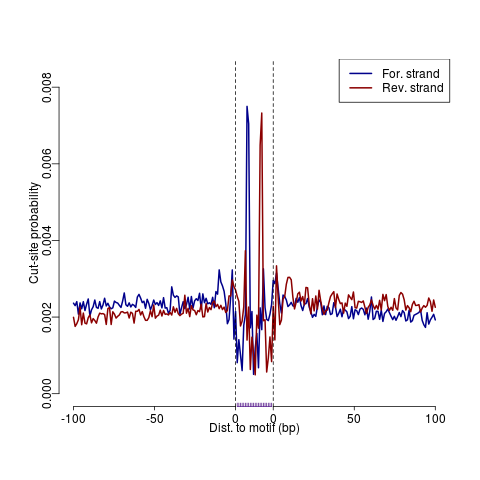 For. strand
Rev. strand
0.008
0.006
0.004
0.002
0.000
Cut-site probability
-100 -50 0 0 50 100
Dist. to motif (bp)